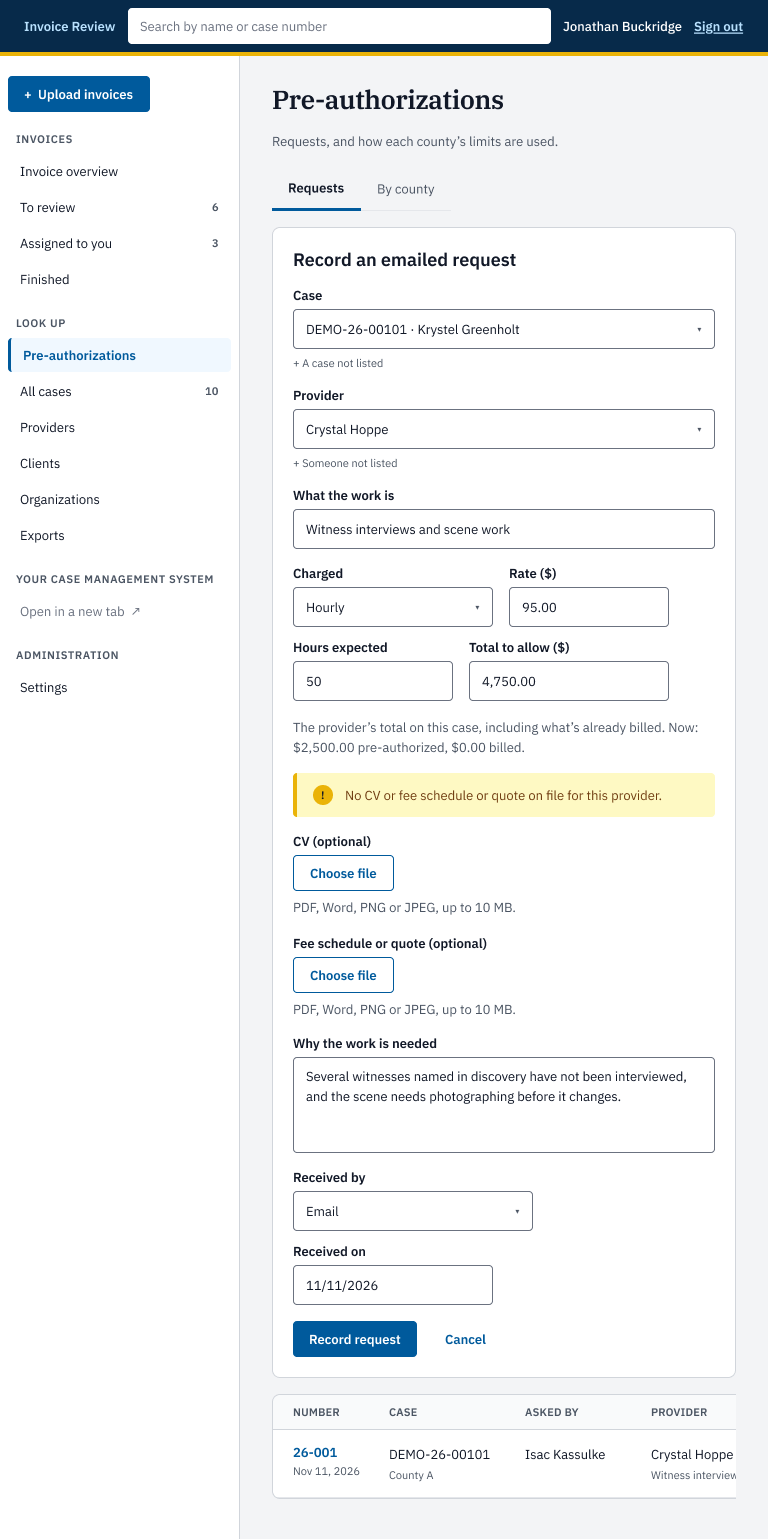 Invoice Review
Search by name or case number
Jonathan Buckridge
Sign out
+ Upload invoices
INVOICES
Invoice overview
To review 6
Assigned to you 3
Finished
LOOK UP
Pre-authorizations
All cases 10
Providers
Clients
Organizations
Exports
YOUR CASE MANAGEMENT SYSTEM
Open in a new tab ↗
ADMINISTRATION
Settings
Pre-authorizations
Requests, and how each county’s limits are used.
Requests By county
Record an emailed request
Case
DEMO-26-00101 · Krystel Greenholt
+ A case not listed
Provider
Crystal Hoppe
+ Someone not listed
What the work is
Witness interviews and scene work
Charged Rate ($)
Hourly 95.00
Hours expected Total to allow ($)
50 4,750.00
The provider’s total on this case, including what’s already billed. Now:
$2,500.00 pre-authorized, $0.00 billed.
! No CV or fee schedule or quote on file for this provider.
CV (optional)
Choose file
PDF, Word, PNG or JPEG, up to 10 MB.
Fee schedule or quote (optional)
Choose file
PDF, Word, PNG or JPEG, up to 10 MB.
Why the work is needed
Several witnesses named in discovery have not been interviewed,
and the scene needs photographing before it changes.
Received by
Email
Received on
11/11/2026
Record request Cancel
NUMBER CASE ASKED BY PROVIDER
26-001 DEMO-26-00101 Isac Kassulke Crystal Hoppe
Nov 11, 2026 County A Witness interview